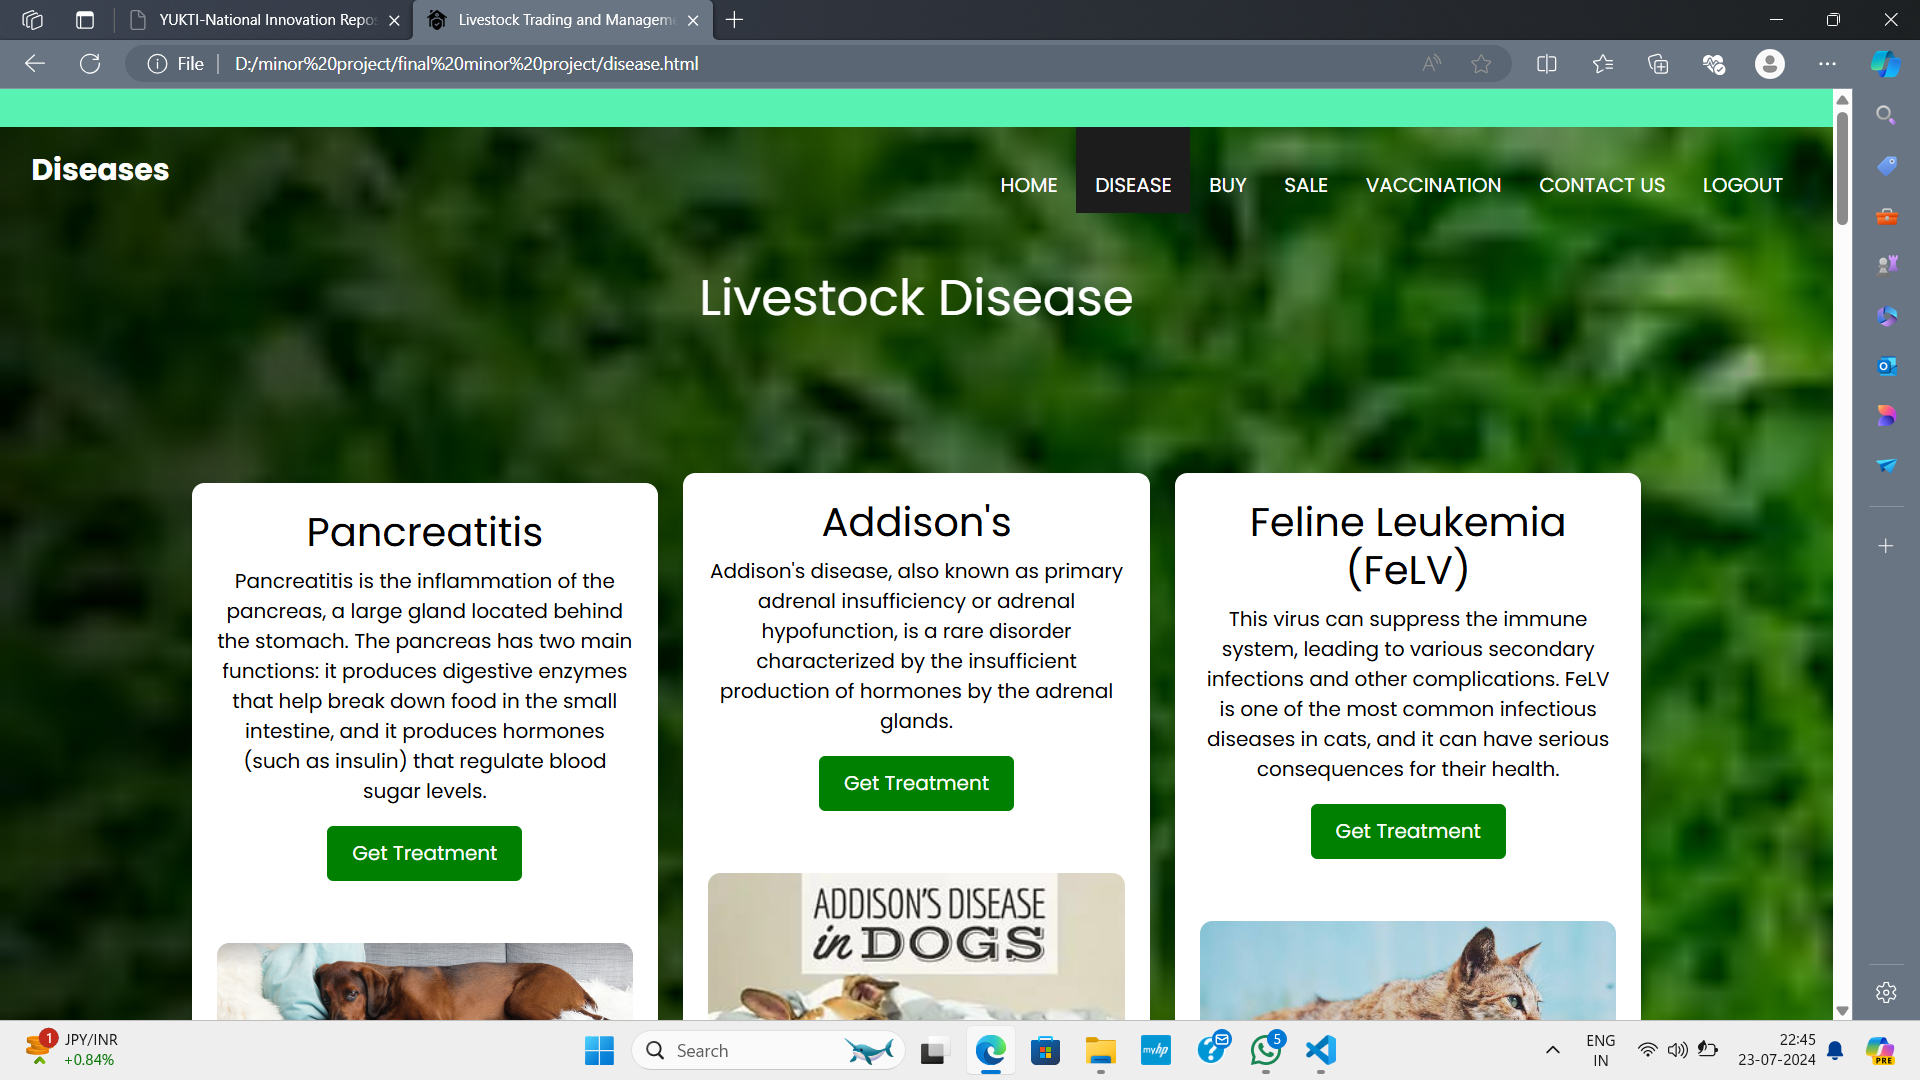 YUKTI-National Innovation Repos
Livestock Trading and Managem
File
D:/minor%20project/final%20minor%20project/disease.html
Diseases
HOME
DISEASE
BUY
SALE
VACCINATION
CONTACT US
LOGOUT
Livestock Disease
Pancreatitis
Pancreatitis is the inflammation of the
pancreas, a large gland located behind
the stomach. The pancreas has two main
functions: it produces digestive enzymes
that help break down food in the small
intestine, and it produces hormones
(such as insulin) that regulate blood
sugar levels.
Get Treatment
Addison's
Addison's disease, also known as primary
adrenal insufficiency or adrenal
hypofunction, is a rare disorder
characterized by the insufficient
production of hormones by the adrenal
glands.
Get Treatment
ADDISON'S DISEASE
in DOGS
Feline Leukemia
(FeLV)
This virus can suppress the immune
system, leading to various secondary
infections and other complications. FeLV
is one of the most common infectious
diseases in cats, and it can have serious
consequences for their health.
Get Treatment
1
JPY/INR
+0.84%
Search
myhp
5
ENG
IN
22:45
23-07-2024
PRE